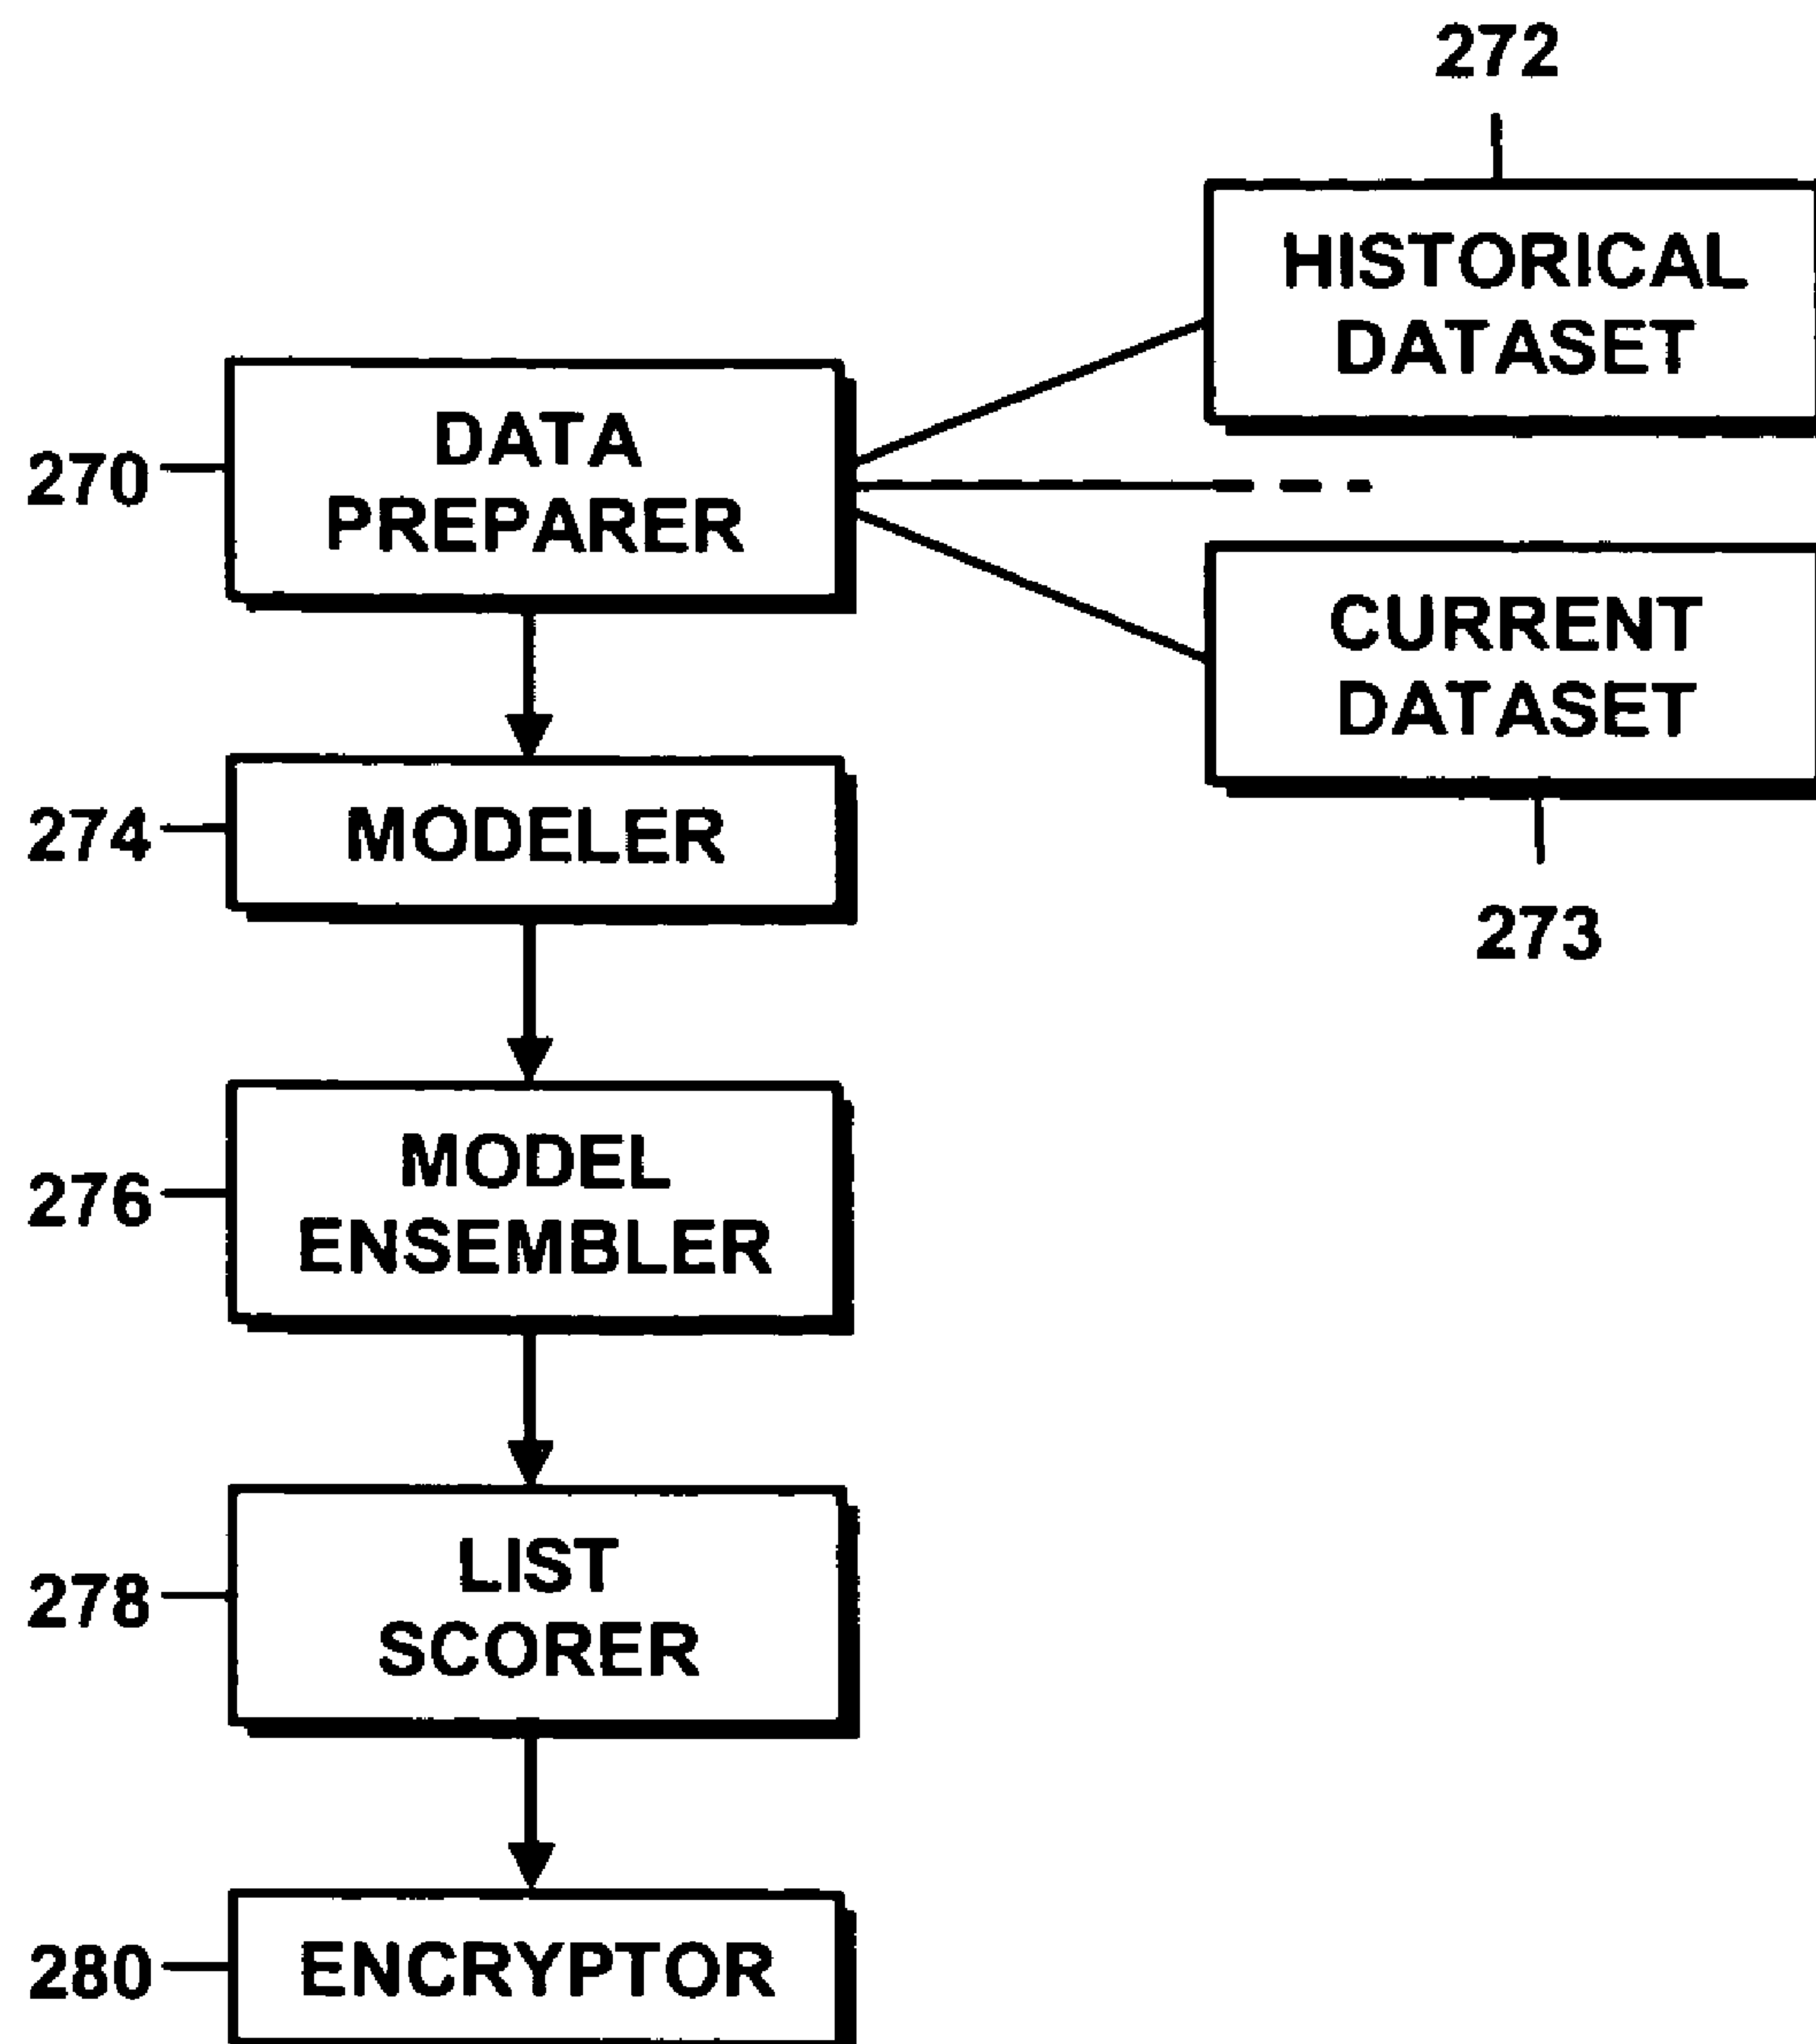 272
HISTORICAL
DATASET
270
DATA
PREPARER
CURRENT
DATASET
273
274
MODELER
276
MODEL
ENSEMBLER
278
LIST
SCORER
280
ENCRYPTOR